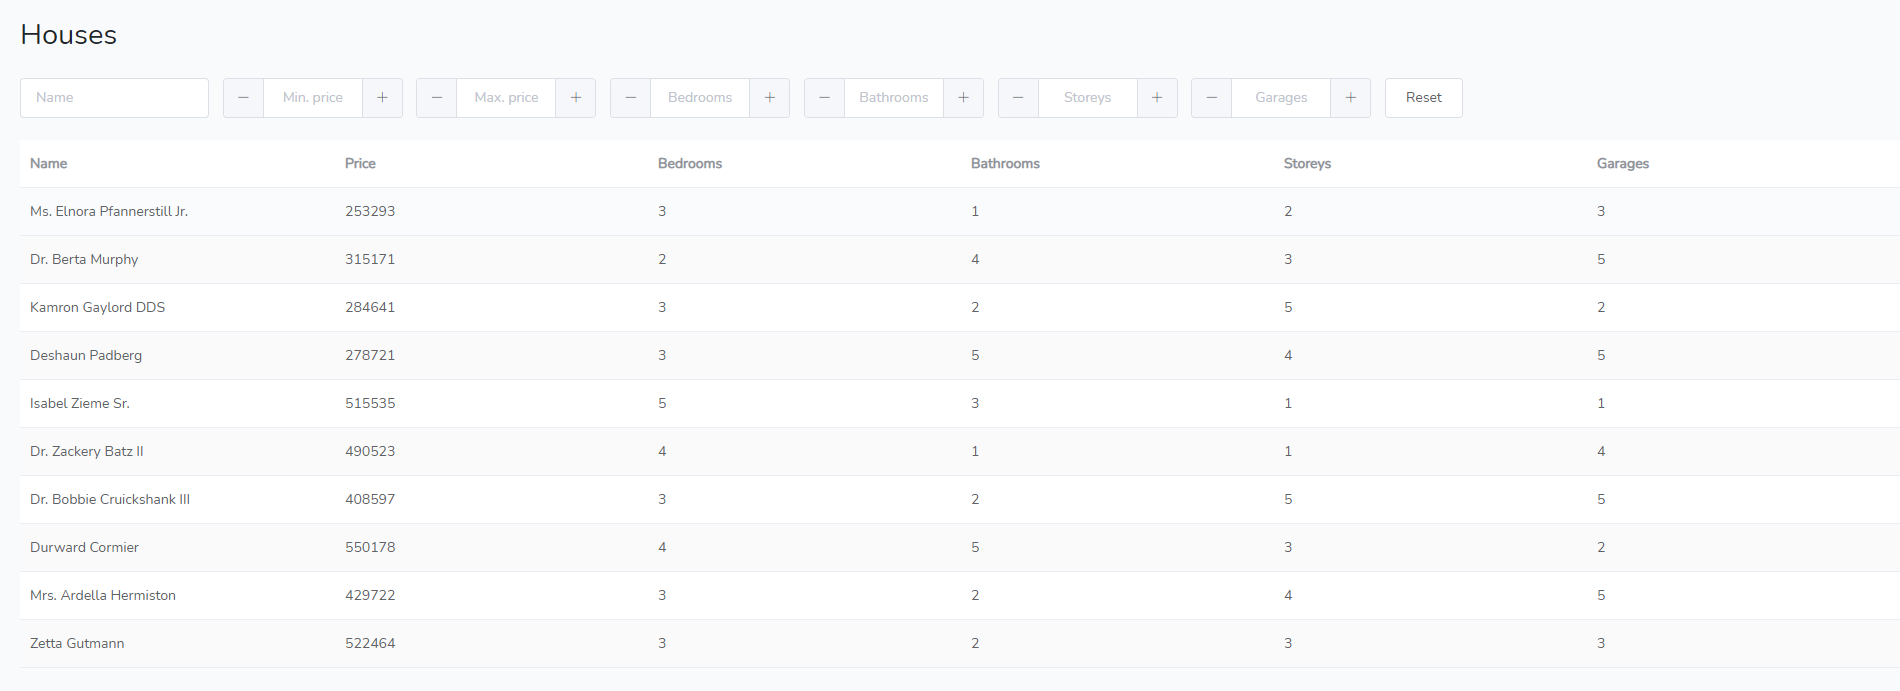 Houses
Name − Min. price + − Max. price + − Bedrooms + − Bathrooms + − Storeys + − Garages + Reset
Name Price Bedrooms Bathrooms Storeys Garages
Ms. Elnora Pfannerstill Jr. 253293 3 1 2 3
Dr. Berta Murphy 315171 2 4 3 5
Kamron Gaylord DDS 284641 3 2 5 2
Deshaun Padberg 278721 3 5 4 5
Isabel Zieme Sr. 515535 5 3 1 1
Dr. Zackery Batz II 490523 4 1 1 4
Dr. Bobbie Cruickshank III 408597 3 2 5 5
Durward Cormier 550178 4 5 3 2
Mrs. Ardella Hermiston 429722 3 2 4 5
Zetta Gutmann 522464 3 2 3 3